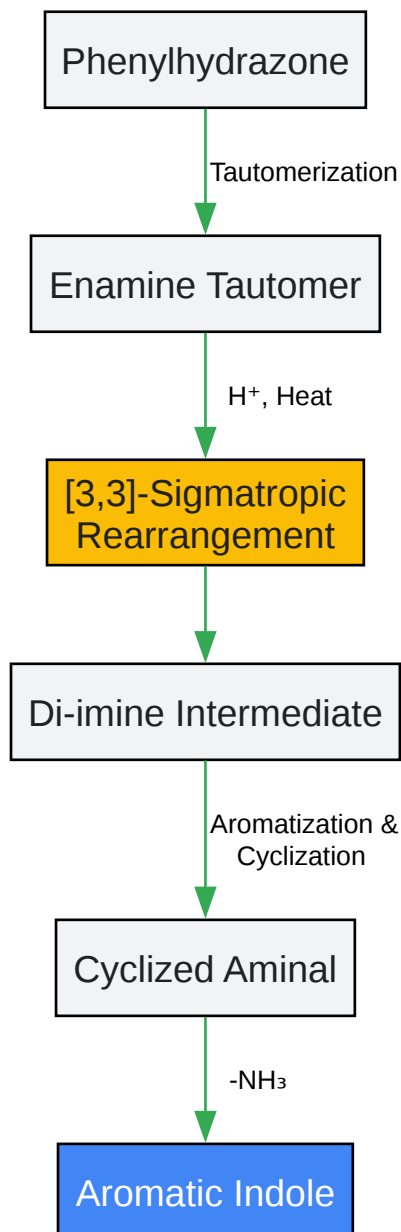 Phenylhydrazone
Tautomerization
Enamine Tautomer
H⁺, Heat
[3,3]-Sigmatropic
Rearrangement
Di-imine Intermediate
Aromatization &
Cyclization
Cyclized Aminal
-NH₃
Aromatic Indole